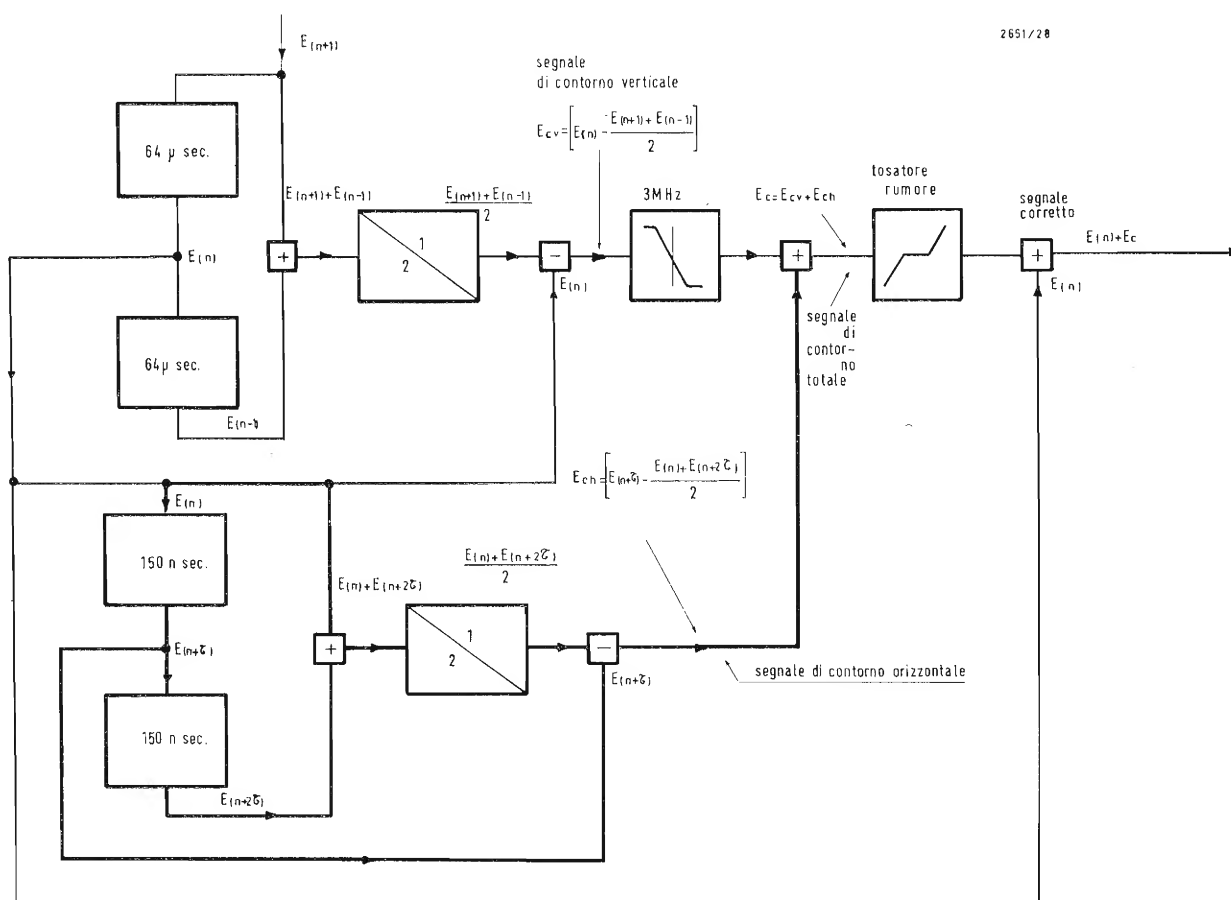 2651/28
E(n+1)
segnale
di contorno verticale
Ecv=[E(n) - E(n+1) + E(n-1) / 2]
64 µ sec.
E(n+1) + E(n-1)
E(n+1) + E(n-1)
2
3MHz
Ec=Ecv+Ech
tosatore
rumore
segnale
corretto
E(n)+Ec
E(n)
+
1
2
-
E(n)
+
+
E(n)
segnale
di
contor-
no
totale
64µ sec.
E(n-1)
Ech=[E(n+τ) - E(n) + E(n+2τ) / 2]
E(n)
150 n sec.
E(n) + E(n+2τ)
2
E(n) + E(n+2τ)
E(n+τ)
+
1
2
-
E(n+τ)
segnale di contorno orizzontale
150 n sec.
E(n+2τ)